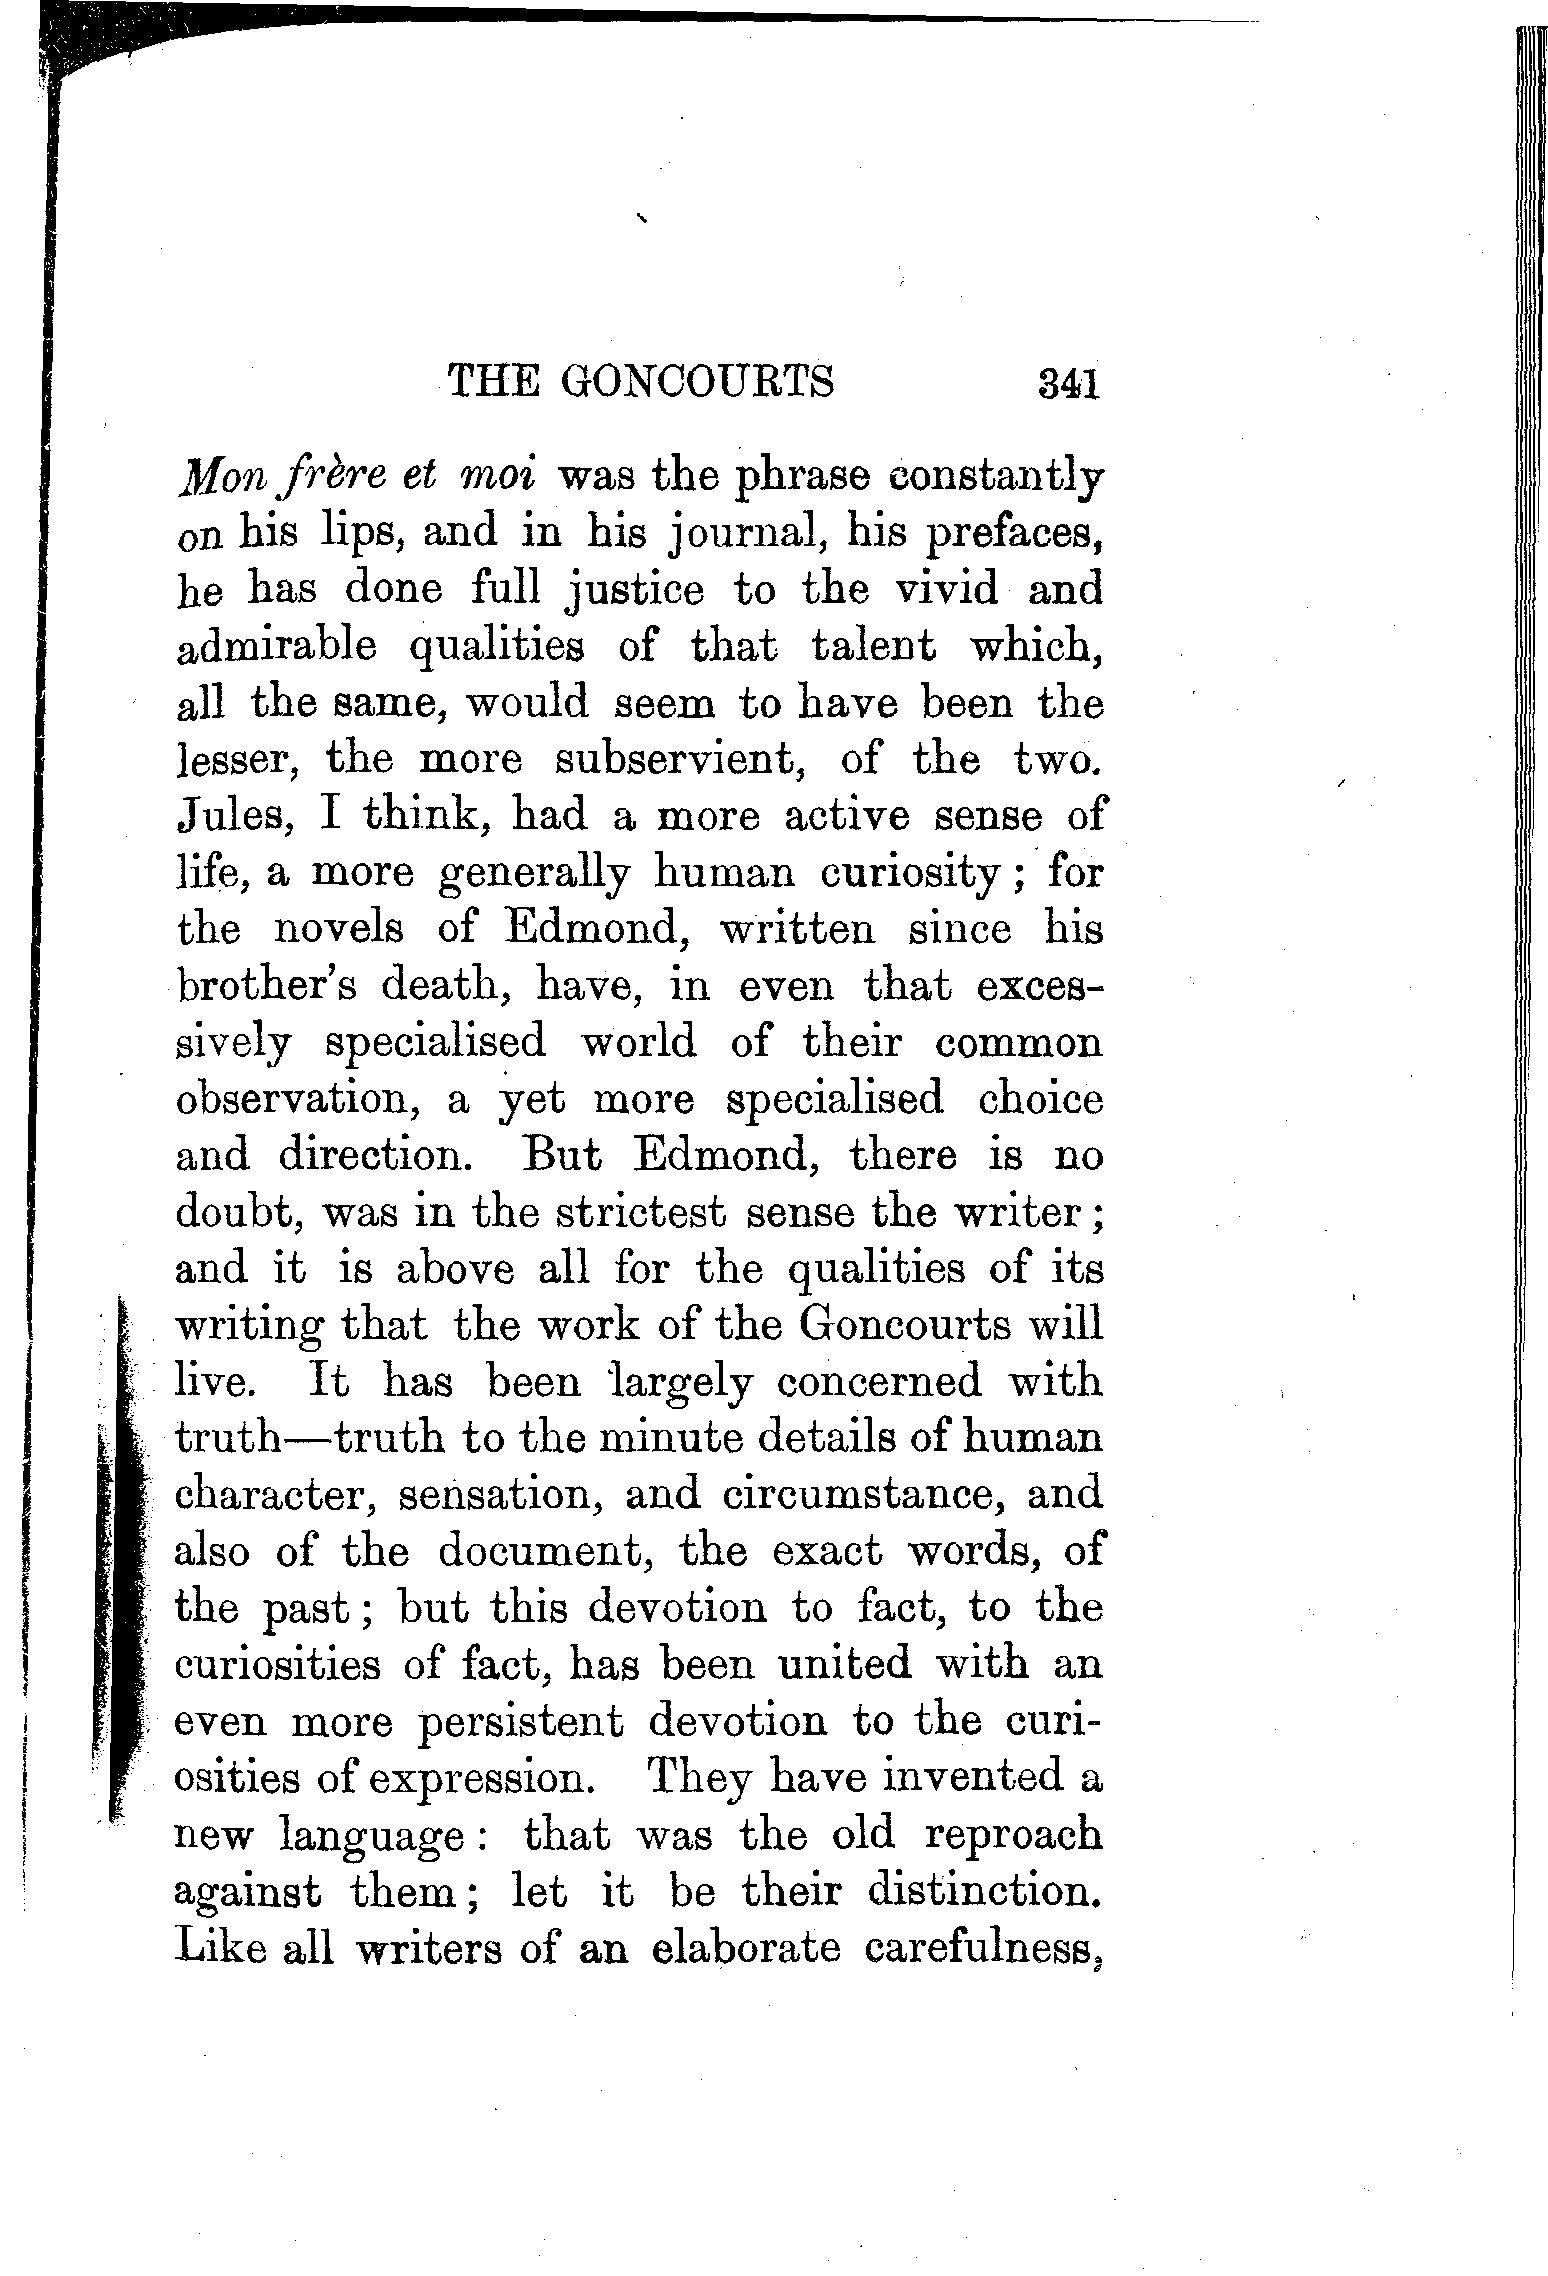 THE GONCOURTS 341
Mon frère et moi was the phrase constantly
on his lips, and in his journal, his prefaces,
he has done full justice to the vivid and
admirable qualities of that talent which,
all the same, would seem to have been the
lesser, the more subservient, of the two.
Jules, I think, had a more active sense of
life, a more generally human curiosity ; for
the novels of Edmond, written since his
brother's death, have, in even that exces-
sively specialised world of their common
observation, a yet more specialised choice
and direction. But Edmond, there is no
doubt, was in the strictest sense the writer ;
and it is above all for the qualities of its
writing that the work of the Goncourts will
live. It has been largely concerned with
truth—truth to the minute details of human
character, sensation, and circumstance, and
also of the document, the exact words, of
the past ; but this devotion to fact, to the
curiosities of fact, has been united with an
even more persistent devotion to the curi-
osities of expression. They have invented a
new language : that was the old reproach
against them ; let it be their distinction.
Like all writers of an elaborate carefulness,